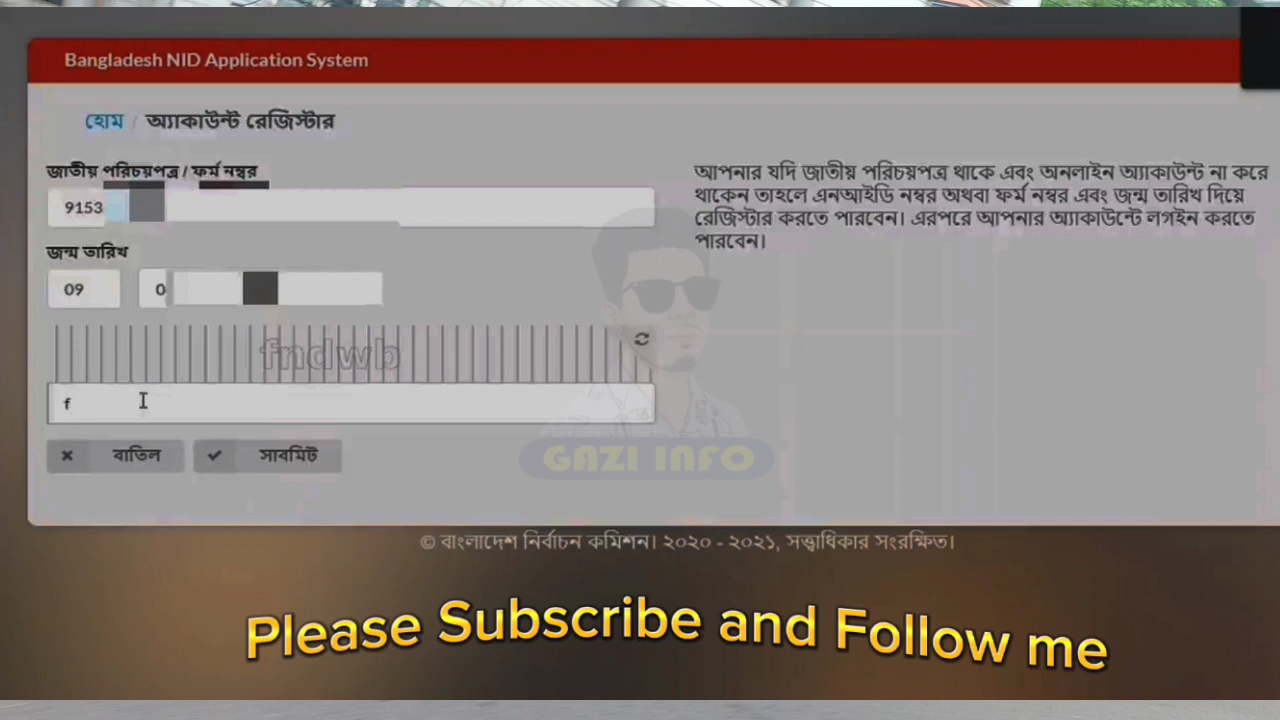 Bangladesh NID Application System
হোম / অ্যাকাউন্ট রেজিস্টার
জাতীয় পরিচয়পত্র / ফর্ম নম্বর
9153
জন্ম তারিখ
09 0
fndwb
f
বাতিল সাবমিট
আপনার যদি জাতীয় পরিচয়পত্র থাকে এবং অনলাইন অ্যাকাউন্ট না করে
থাকেন তাহলে এনআইডি নম্বর অথবা ফর্ম নম্বর এবং জন্ম তারিখ দিয়ে
রেজিস্টার করতে পারবেন। এরপরে আপনার অ্যাকাউন্টে লগইন করতে
পারবেন।
GAZI INFO
© বাংলাদেশ নির্বাচন কমিশন। ২০২০ - ২০২১, সত্ত্বাধিকার সংরক্ষিত।
Please Subscribe and Follow me